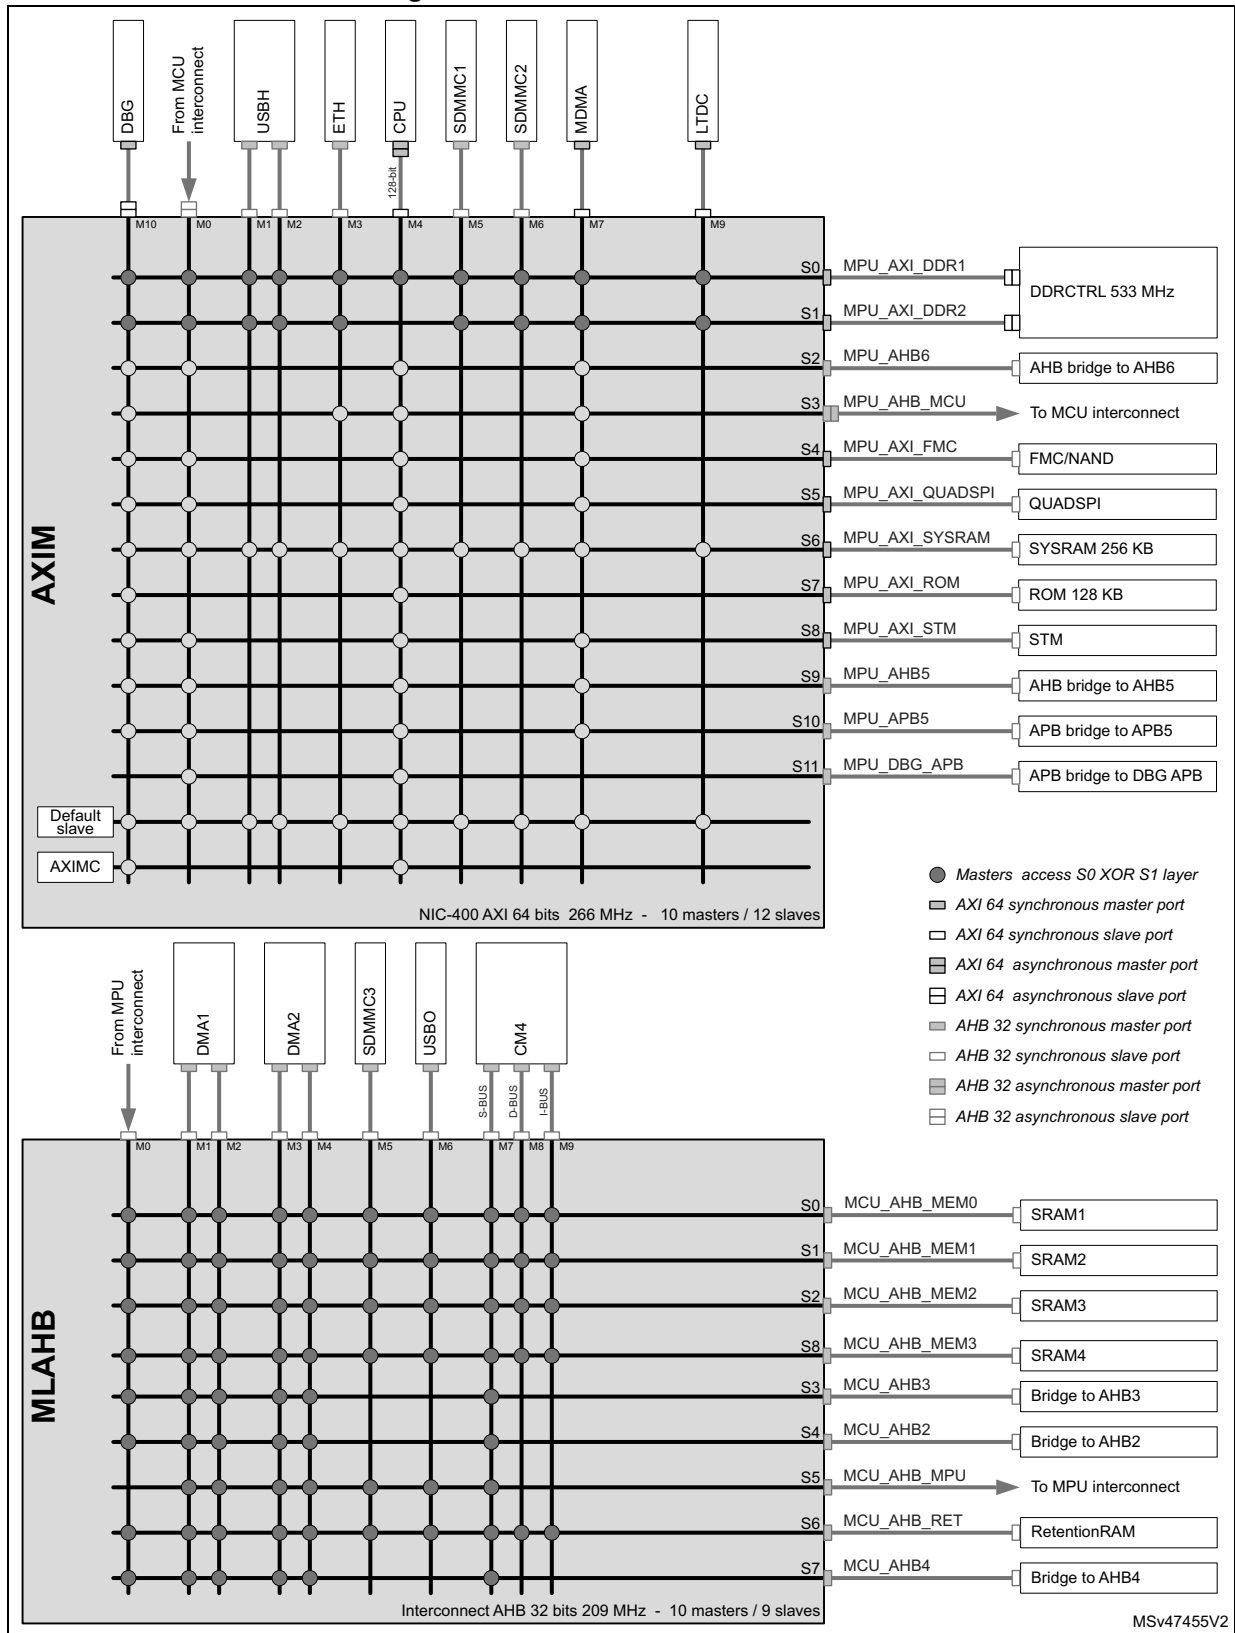 DBG
From MCU
interconnect
USBH
ETH
CPU
SDMMC1
SDMMC2
MDMA
LTDC
128-bit
M10
M0
M1
M2
M3
M4
M5
M6
M7
M9
AXIM
S0
MPU_AXI_DDR1
DDRCTRL 533 MHz
S1
MPU_AXI_DDR2
S2
MPU_AHB6
AHB bridge to AHB6
S3
MPU_AHB_MCU
To MCU interconnect
S4
MPU_AXI_FMC
FMC/NAND
S5
MPU_AXI_QUADSPI
QUADSPI
S6
MPU_AXI_SYSRAM
SYSRAM 256 KB
S7
MPU_AXI_ROM
ROM 128 KB
S8
MPU_AXI_STM
STM
S9
MPU_AHB5
AHB bridge to AHB5
S10
MPU_APB5
APB bridge to APB5
S11
MPU_DBG_APB
APB bridge to DBG APB
Default
slave
AXIMC
NIC-400 AXI 64 bits 266 MHz - 10 masters / 12 slaves
Masters access S0 XOR S1 layer
AXI 64 synchronous master port
AXI 64 synchronous slave port
AXI 64 asynchronous master port
AXI 64 asynchronous slave port
AHB 32 synchronous master port
AHB 32 synchronous slave port
AHB 32 asynchronous master port
AHB 32 asynchronous slave port
From MPU
interconnect
DMA1
DMA2
SDMMC3
USBO
CM4
S-BUS
D-BUS
I-BUS
M0
M1
M2
M3
M4
M5
M6
M7
M8
M9
MLAHB
S0
MCU_AHB_MEM0
SRAM1
S1
MCU_AHB_MEM1
SRAM2
S2
MCU_AHB_MEM2
SRAM3
S8
MCU_AHB_MEM3
SRAM4
S3
MCU_AHB3
Bridge to AHB3
S4
MCU_AHB2
Bridge to AHB2
S5
MCU_AHB_MPU
To MPU interconnect
S6
MCU_AHB_RET
RetentionRAM
S7
MCU_AHB4
Bridge to AHB4
Interconnect AHB 32 bits 209 MHz - 10 masters / 9 slaves
MSv47455V2